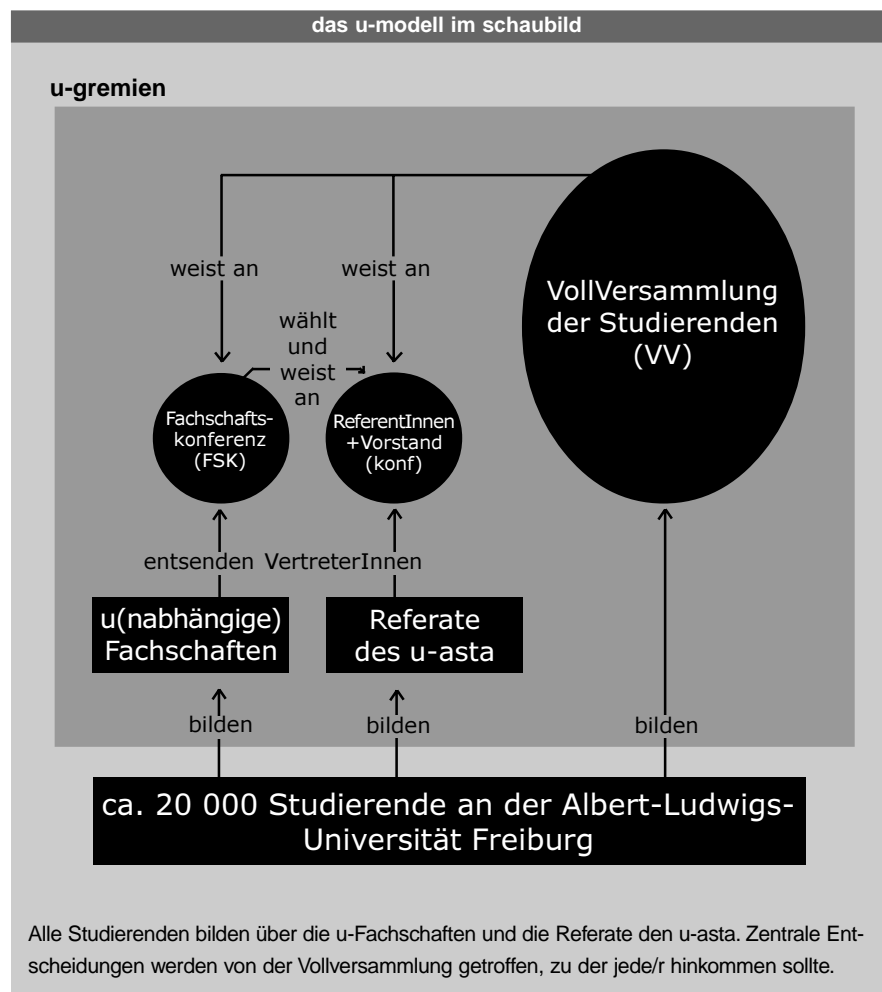 das u-modell im schaubild
u-gremien
weist an
weist an
VollVersammlung
der Studierenden
(VV)
wählt
und
weist
an
Fachschafts-
konferenz
(FSK)
ReferentInnen
+Vorstand
(konf)
entsenden VertreterInnen
u(nabhängige)
Fachschaften
Referate
des u-asta
bilden
bilden
bilden
ca. 20 000 Studierende an der Albert-Ludwigs-
Universität Freiburg
Alle Studierenden bilden über die u-Fachschaften und die Referate den u-asta. Zentrale Ent-
scheidungen werden von der Vollversammlung getroffen, zu der jede/r hinkommen sollte.